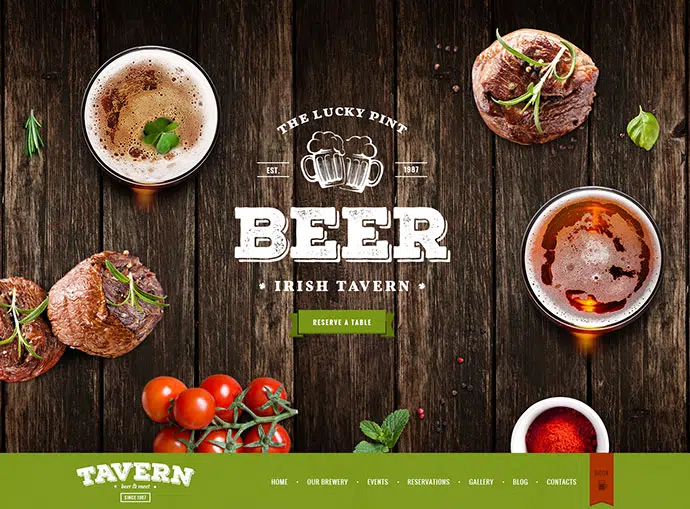 THE LUCKY PINT
EST. 1987
BEER
IRISH TAVERN
RESERVE A TABLE
TAVERN
beer & meet
SINCE 1987
HOME • OUR BREWERY • EVENTS • RESERVATIONS • GALLERY • BLOG • CONTACTS